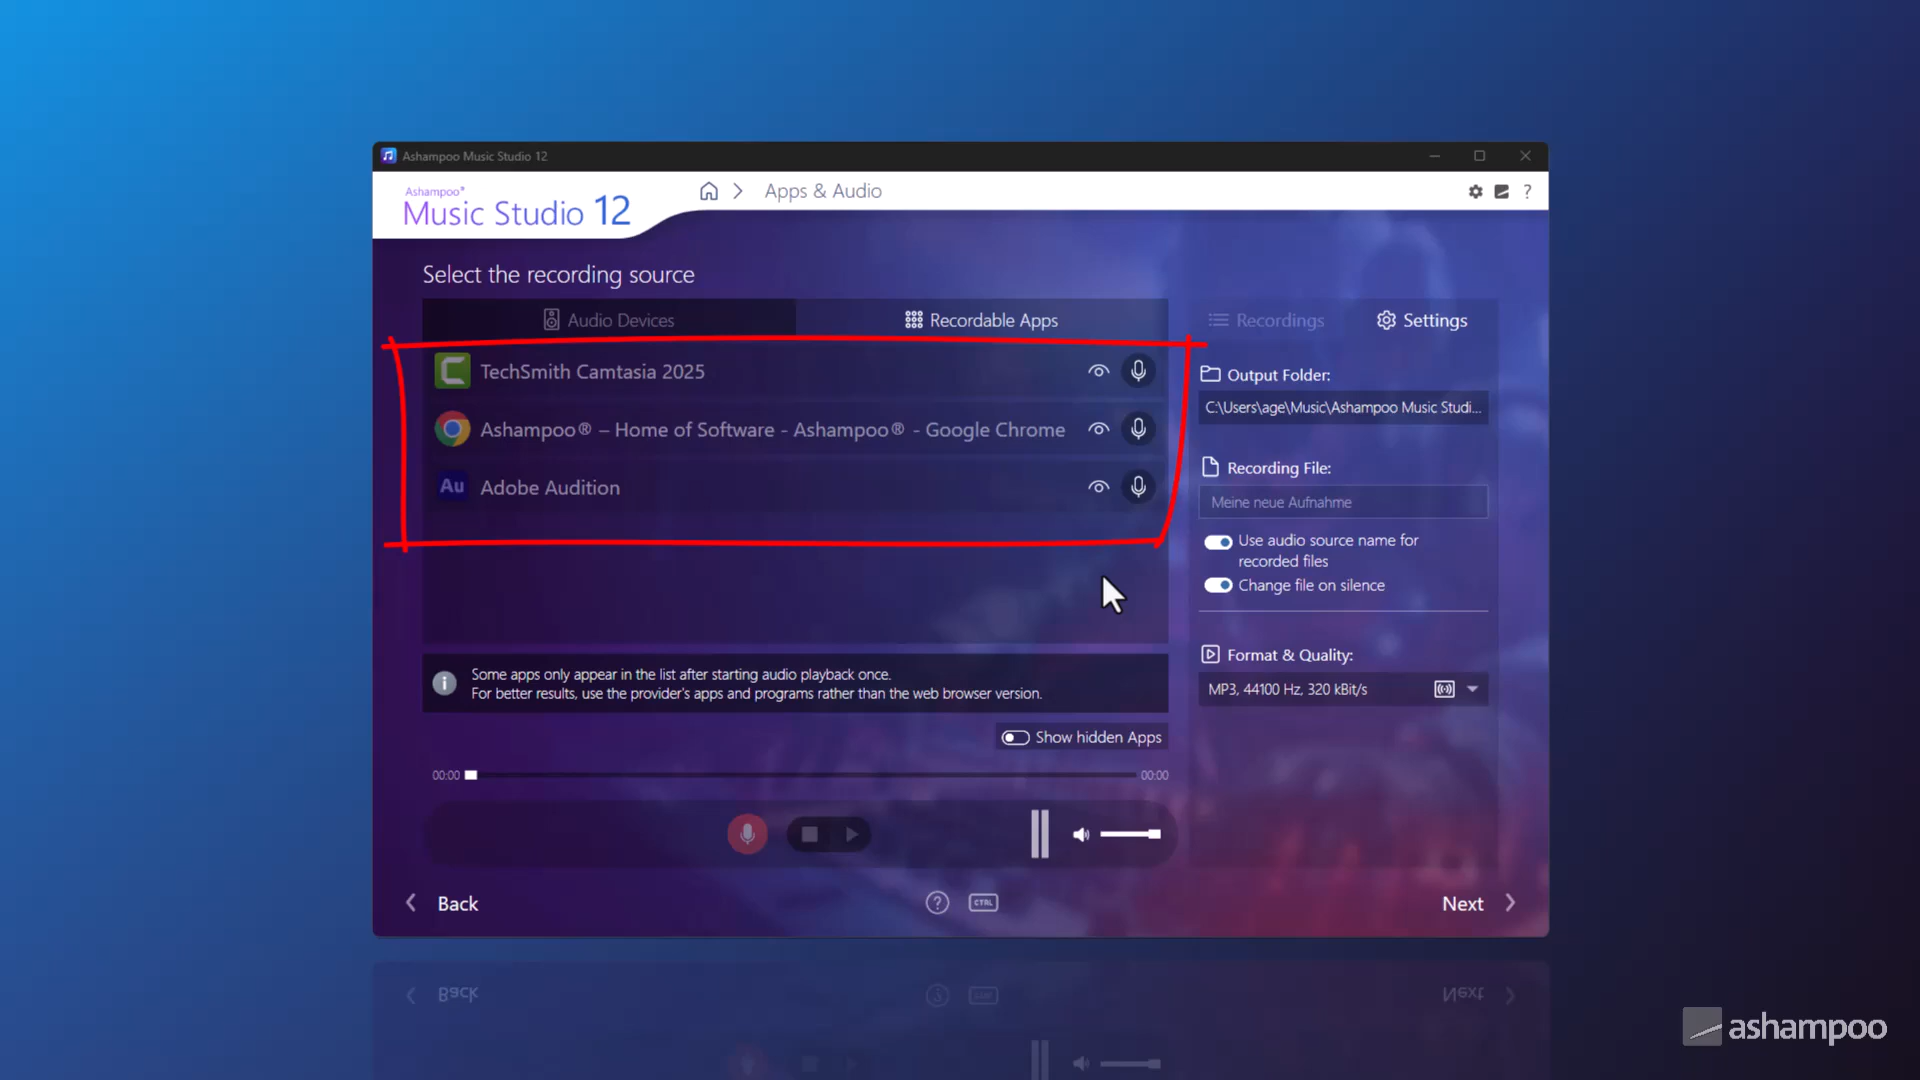 Ashampoo Music Studio 12
Ashampoo®
Music Studio 12
Apps & Audio
?
Select the recording source
Audio Devices
Recordable Apps
Recordings
Settings
TechSmith Camtasia 2025
Ashampoo® – Home of Software - Ashampoo® - Google Chrome
Au
Adobe Audition
Output Folder:
C:\Users\age\Music\Ashampoo Music Studi...
Recording File:
Meine neue Aufnahme
Use audio source name for
recorded files
Change file on silence
Format & Quality:
MP3, 44100 Hz, 320 kBit/s
Some apps only appear in the list after starting audio playback once.
For better results, use the provider's apps and programs rather than the web browser version.
Show hidden Apps
00:00
00:00
Back
?
CTRL
Next
Back
Next
ashampoo